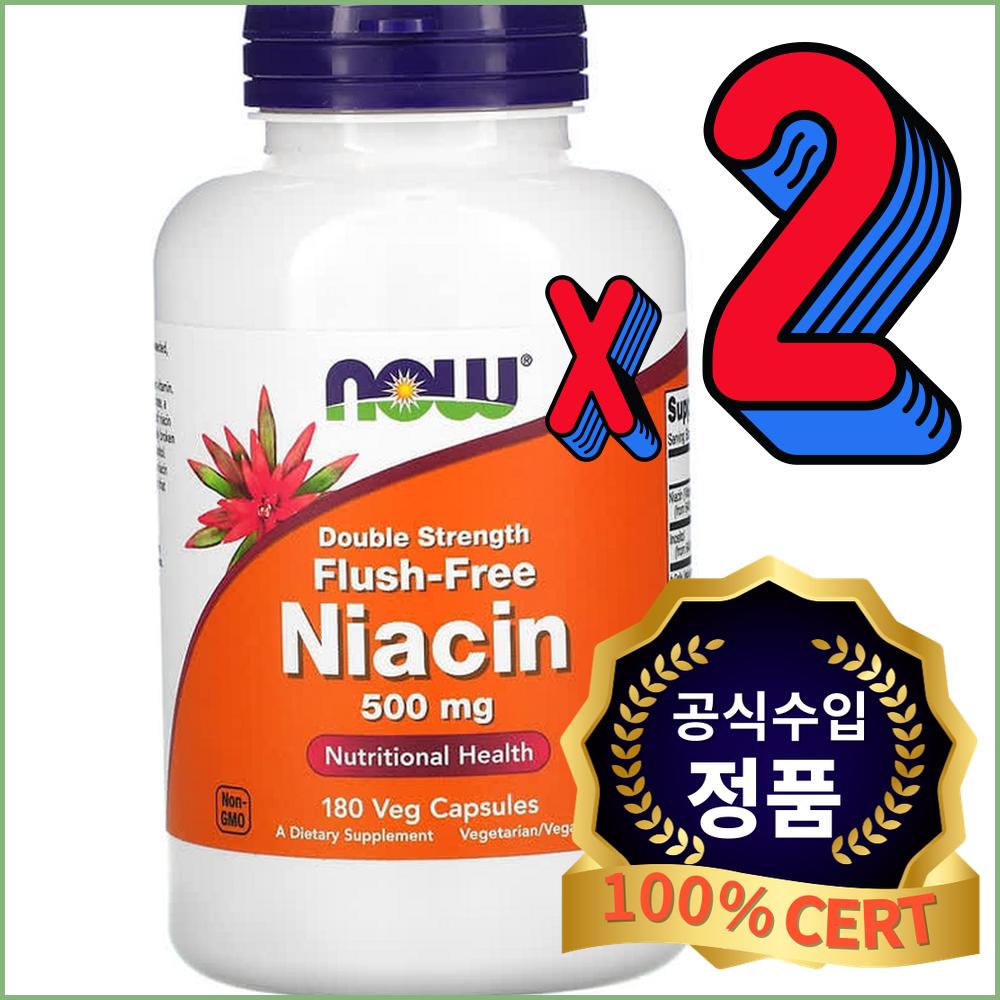 x2
now®
Double Strength
Flush-Free
Niacin
500 mg
Nutritional Health
Non-
GMO
180 Veg Capsules
A Dietary Supplement
공식수입
정품
100% CERT